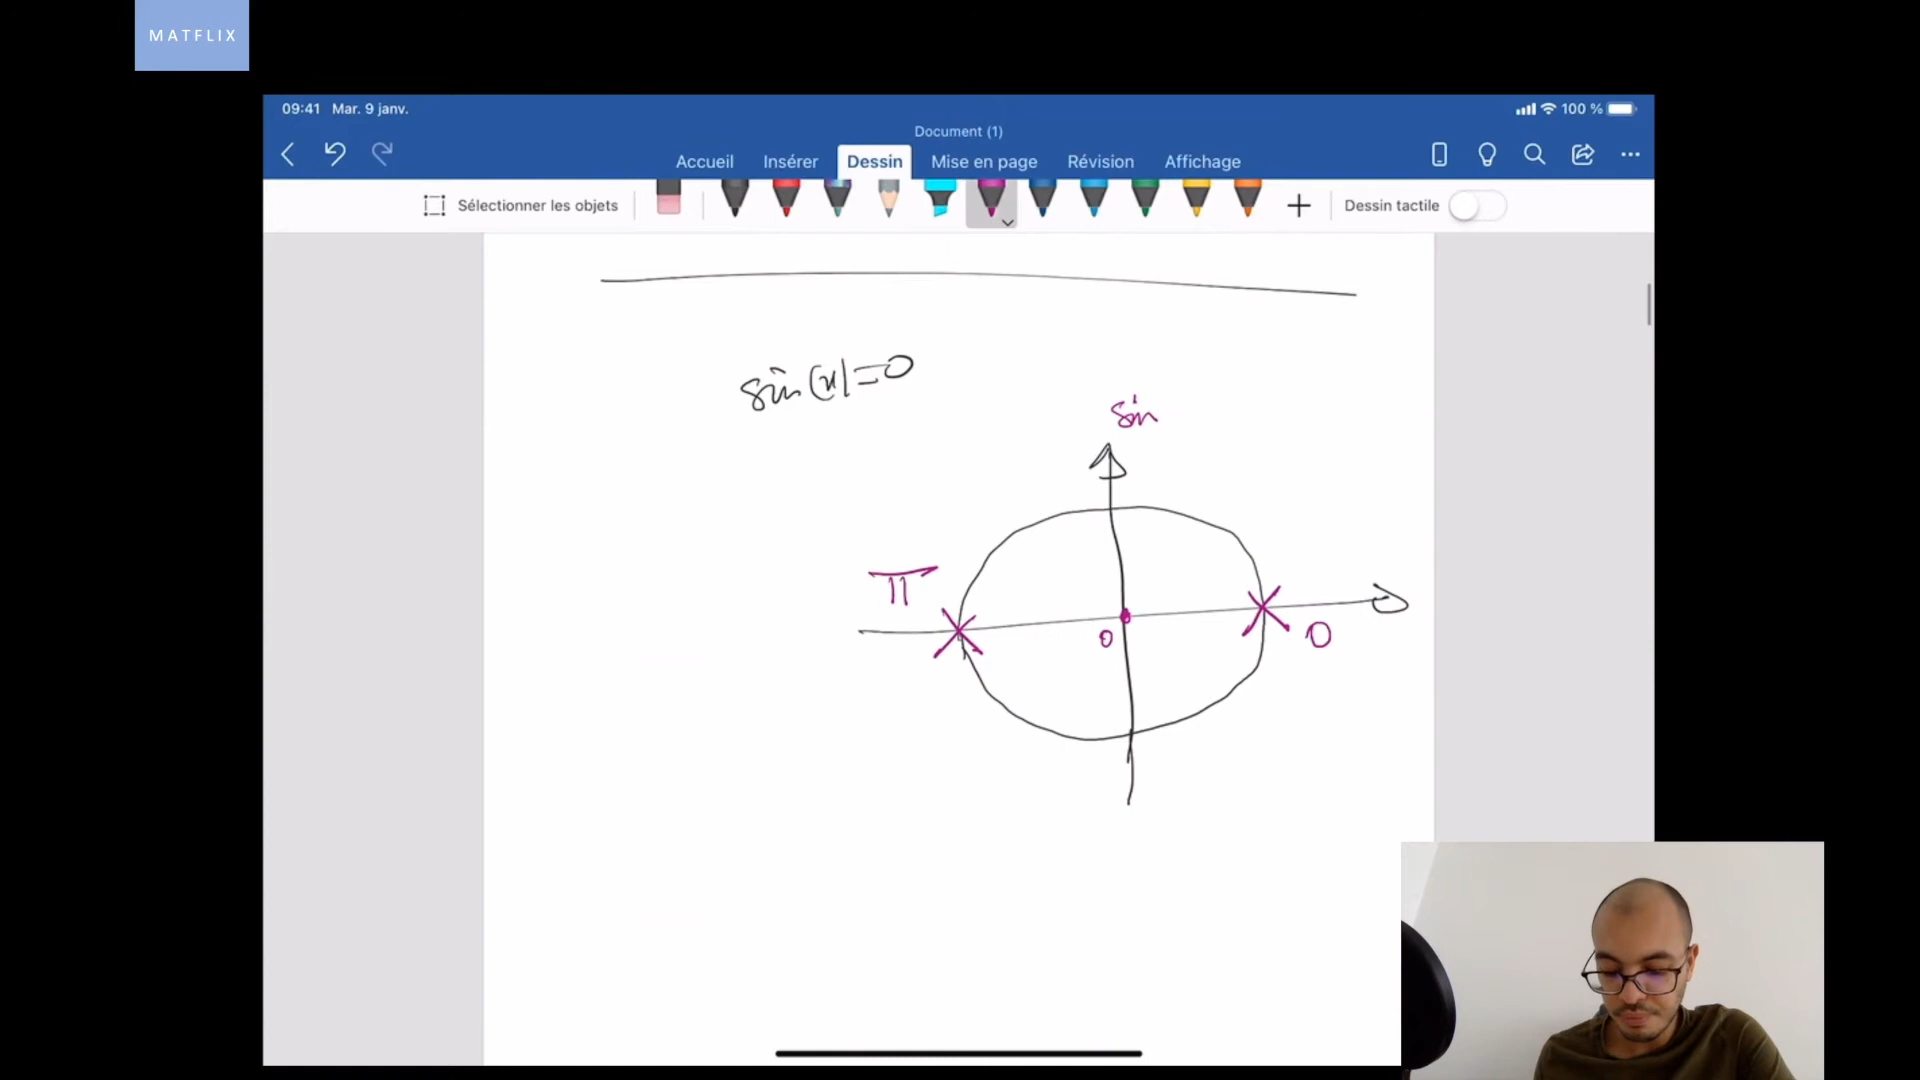 MATFLIX
09:41 Mar. 9 janv.
100 %
Document (1)
Accueil Insérer Dessin Mise en page Révision Affichage
Sélectionner les objets
Dessin tactile
sin(x)=0
sin
π
0
0